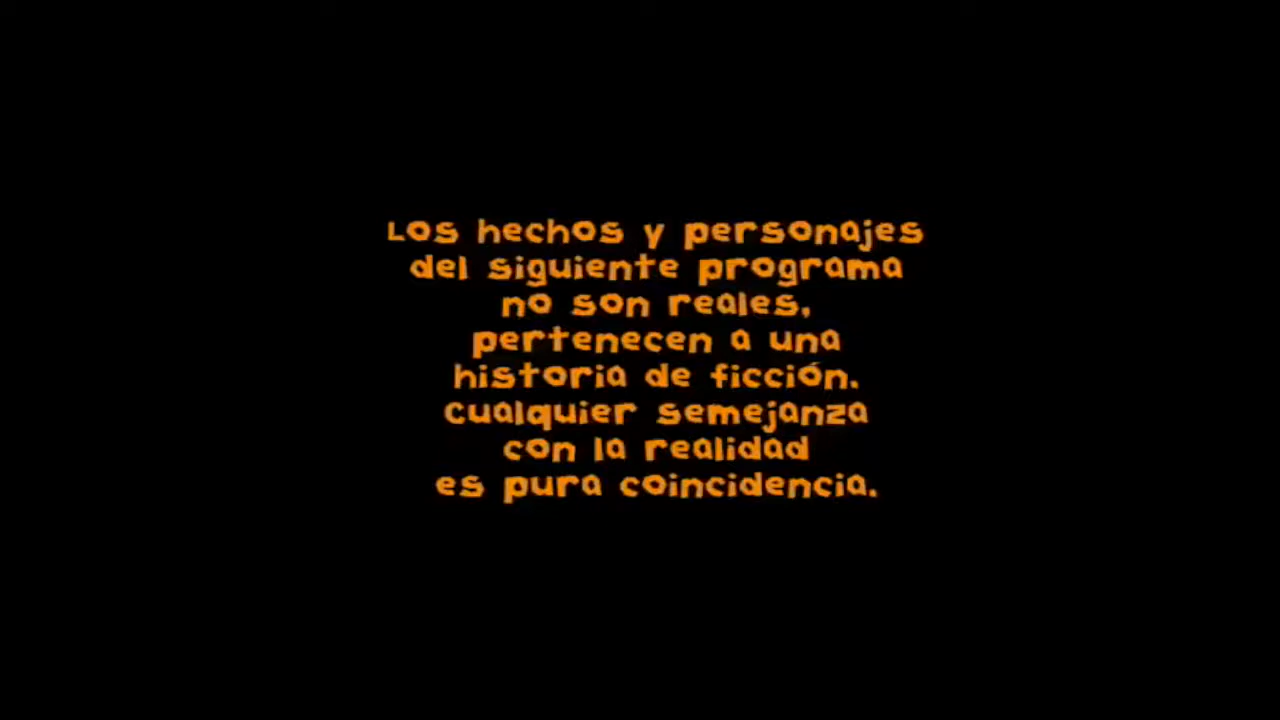 Los hechos y personajes
del siguiente programa
no son reales,
pertenecen a una
historia de ficción.
cualquier semejanza
con la realidad
es pura coincidencia.